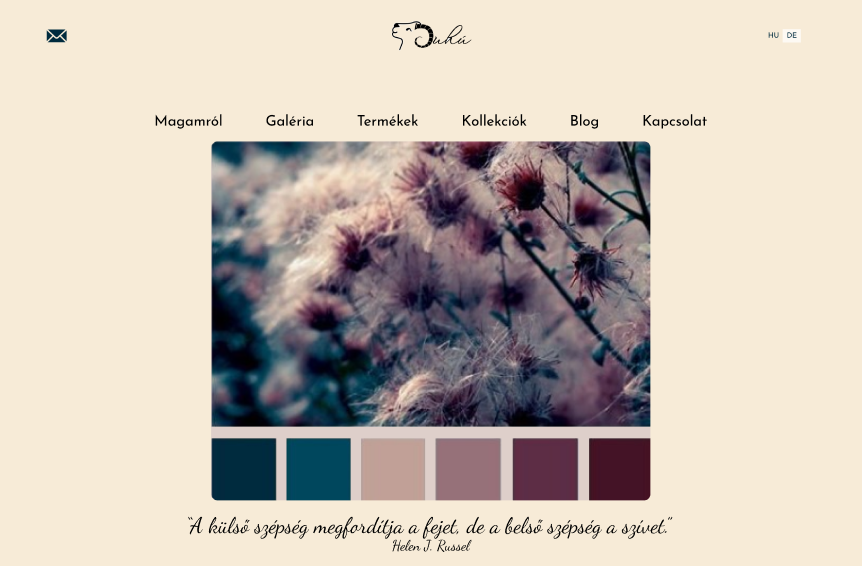 Juhú
HU DE
Magamról Galéria Termékek Kollekciók Blog Kapcsolat
“A külső szépség megfordítja a fejet, de a belső szépség a szívet.”
Helen J. Russel